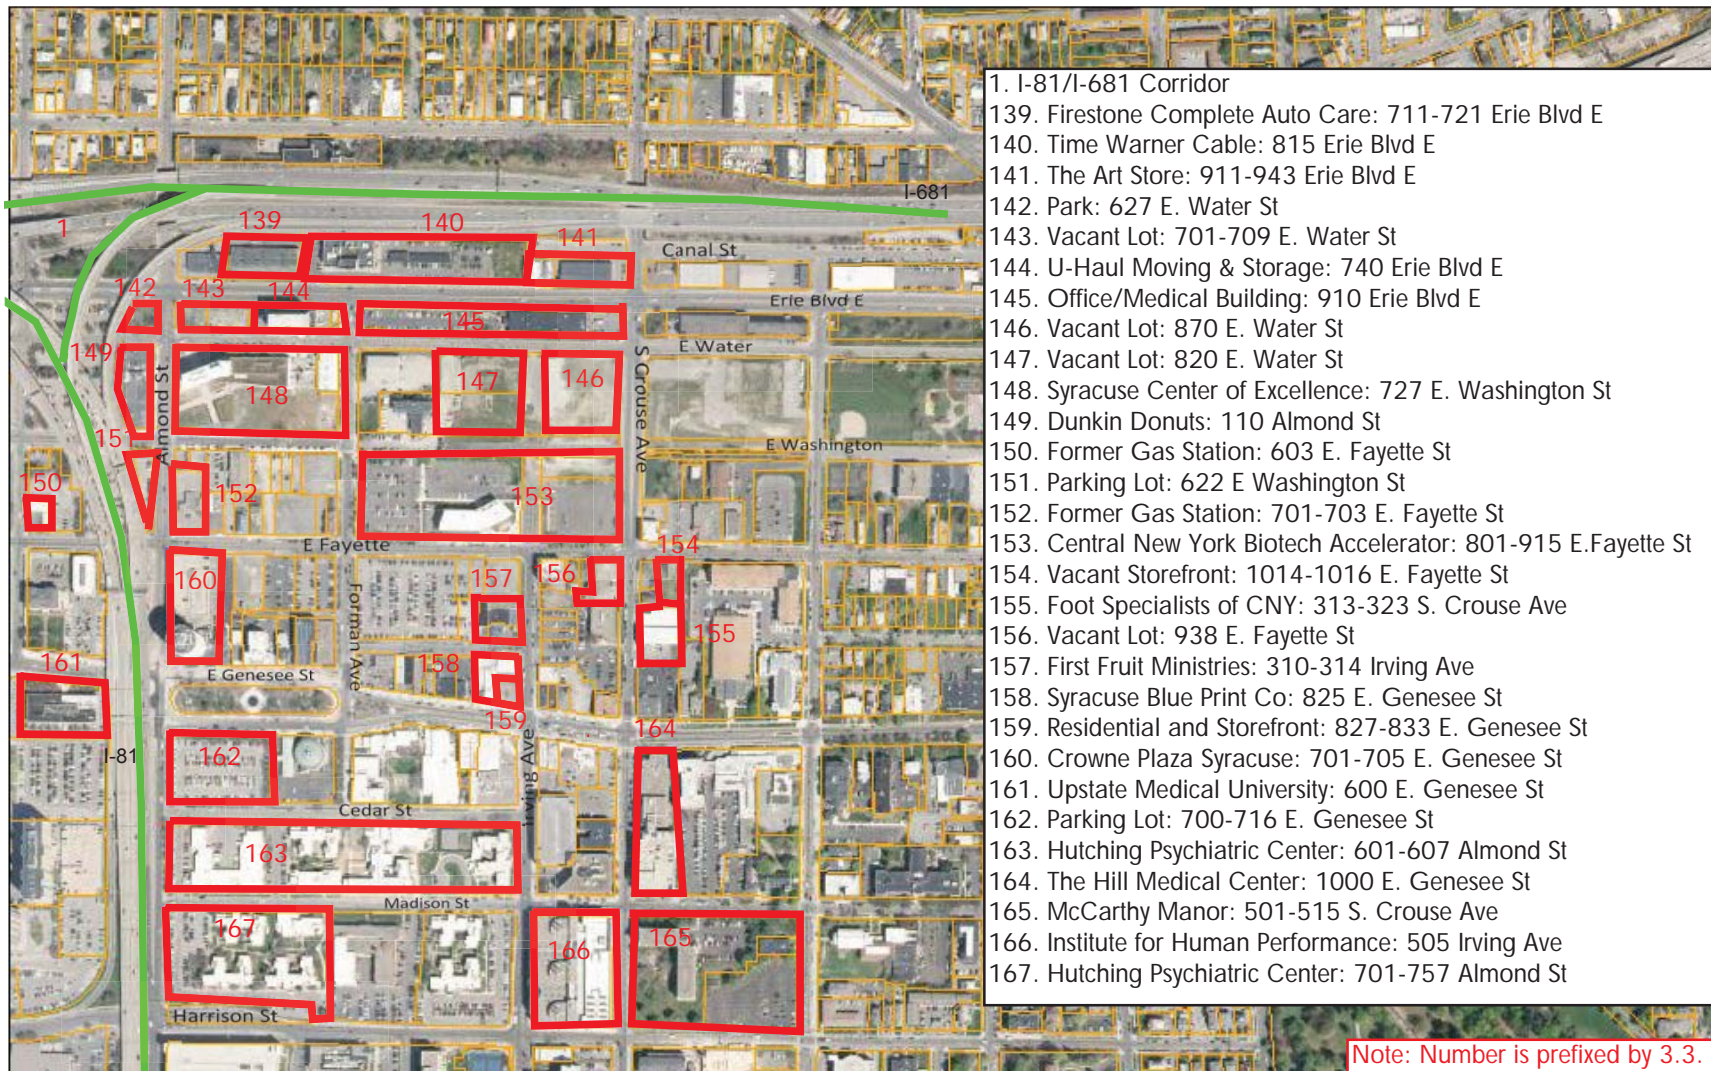 1. I-81/I-681 Corridor
139. Firestone Complete Auto Care: 711-721 Erie Blvd E
140. Time Warner Cable: 815 Erie Blvd E
141. The Art Store: 911-943 Erie Blvd E
142. Park: 627 E. Water St
143. Vacant Lot: 701-709 E. Water St
144. U-Haul Moving & Storage: 740 Erie Blvd E
145. Office/Medical Building: 910 Erie Blvd E
146. Vacant Lot: 870 E. Water St
147. Vacant Lot: 820 E. Water St
148. Syracuse Center of Excellence: 727 E. Washington St
149. Dunkin Donuts: 110 Almond St
150. Former Gas Station: 603 E. Fayette St
151. Parking Lot: 622 E Washington St
152. Former Gas Station: 701-703 E. Fayette St
153. Central New York Biotech Accelerator: 801-915 E.Fayette St
154. Vacant Storefront: 1014-1016 E. Fayette St
155. Foot Specialists of CNY: 313-323 S. Crouse Ave
156. Vacant Lot: 938 E. Fayette St
157. First Fruit Ministries: 310-314 Irving Ave
158. Syracuse Blue Print Co: 825 E. Genesee St
159. Residential and Storefront: 827-833 E. Genesee St
160. Crowne Plaza Syracuse: 701-705 E. Genesee St
161. Upstate Medical University: 600 E. Genesee St
162. Parking Lot: 700-716 E. Genesee St
163. Hutching Psychiatric Center: 601-607 Almond St
164. The Hill Medical Center: 1000 E. Genesee St
165. McCarthy Manor: 501-515 S. Crouse Ave
166. Institute for Human Performance: 505 Irving Ave
167. Hutching Psychiatric Center: 701-757 Almond St
Note: Number is prefixed by 3.3.
I-681
1
139
140
141
Canal St
142
143
144
Erie Blvd E
145
E Water
149
148
147
146
S Crouse Ave
Almond St
151
E Washington
150
152
153
E Fayette
154
160
157
156
Forman Ave
155
161
E Genesee St
158
159
164
I-81
162
Irving Ave
Cedar St
163
Madison St
167
166
165
Harrison St